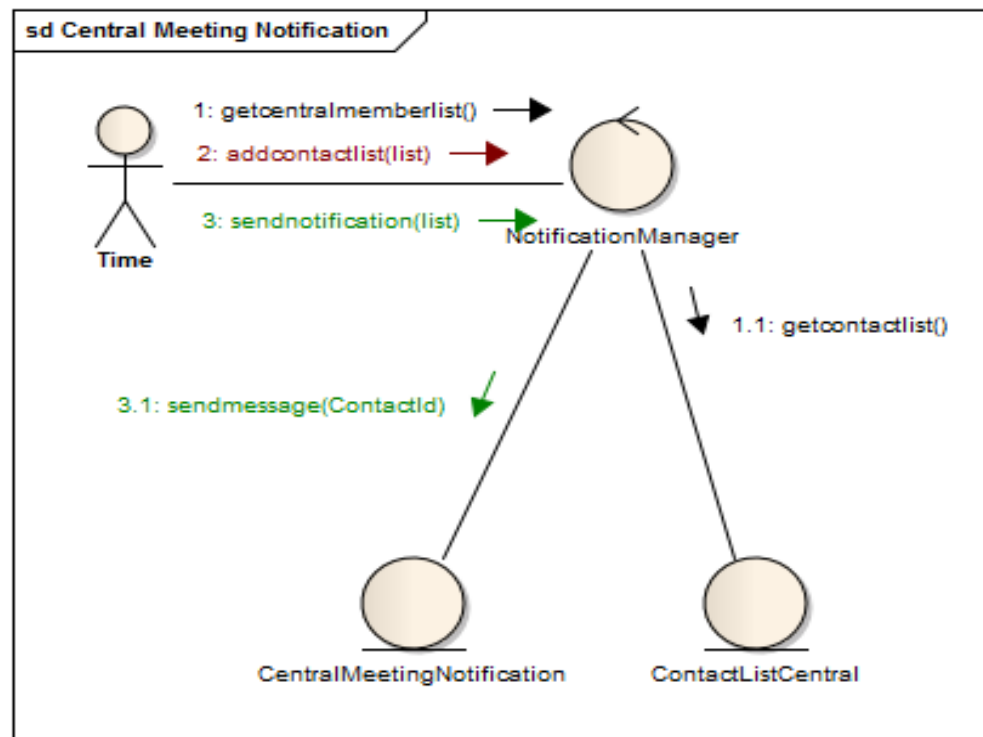 sd Central Meeting Notification
1: getcentralmemberlist()
2: addcontactlist(list)
3: sendnotification(list)
NotificationManager
Time
1.1: getcontactlist()
3.1: sendmessage(ContactId)
CentralMeetingNotification
ContactListCentral